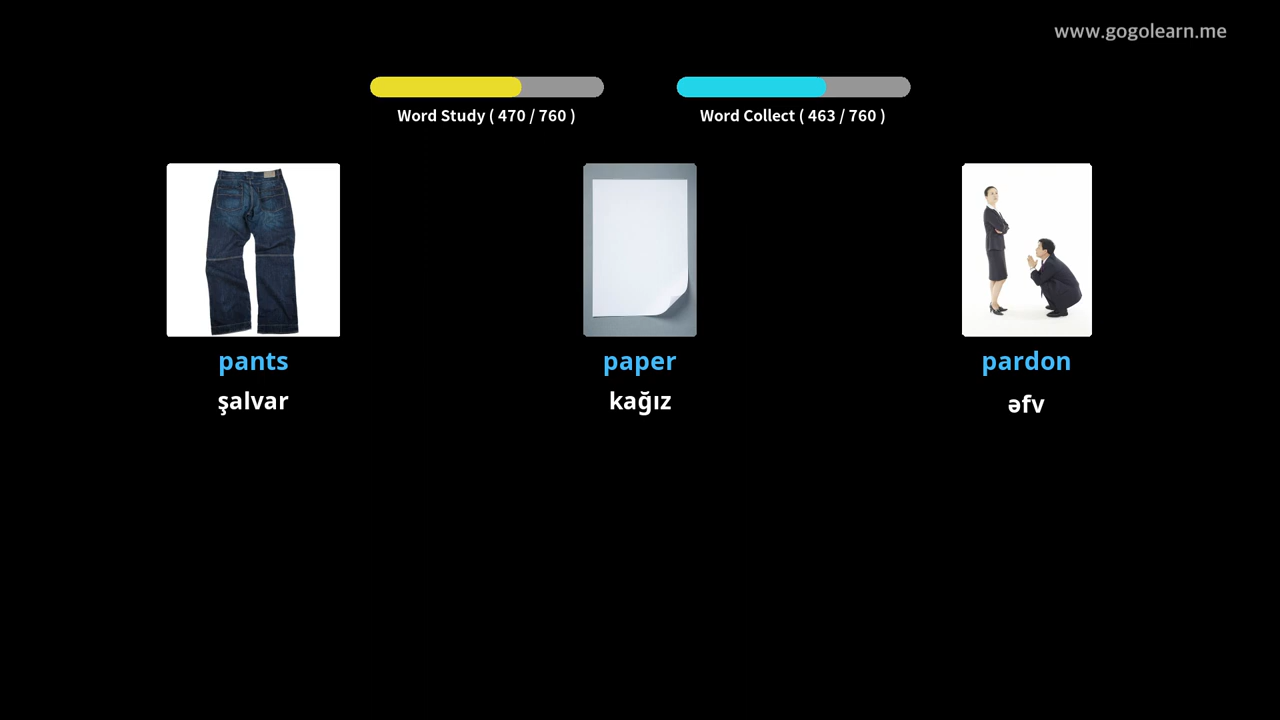 www.gogolearn.me
Word Study ( 470 / 760 )
Word Collect ( 463 / 760 )
pants
şalvar
paper
kağız
pardon
əfv